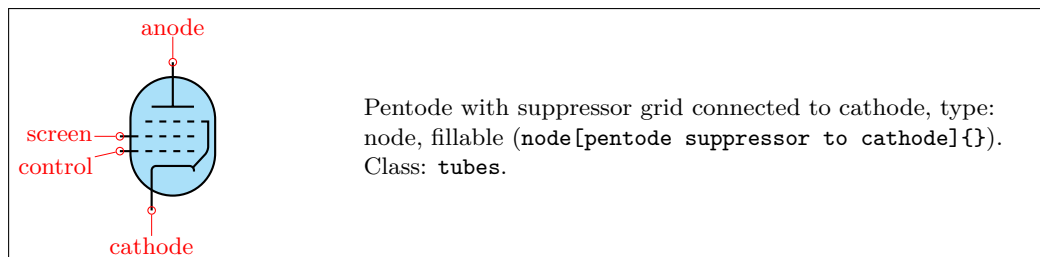 anode
screen
control
cathode
Pentode with suppressor grid connected to cathode, type:
node, fillable (node[pentode suppressor to cathode]{}).
Class: tubes.